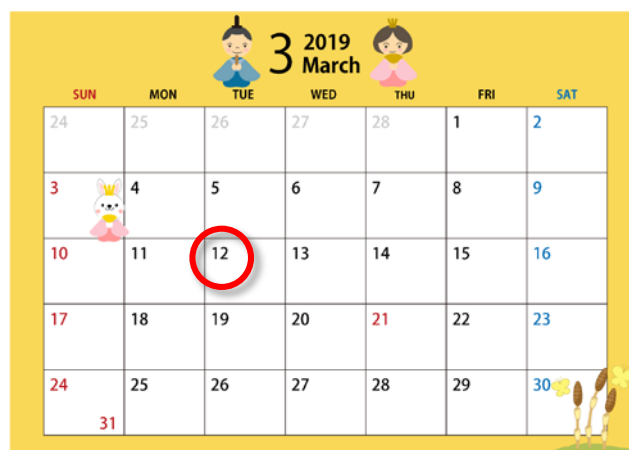 3 2019
March
SUN MON TUE WED THU FRI SAT
24 25 26 27 28 1 2
3 4 5 6 7 8 9
10 11 12 13 14 15 16
17 18 19 20 21 22 23
24 25 26 27 28 29 30
31